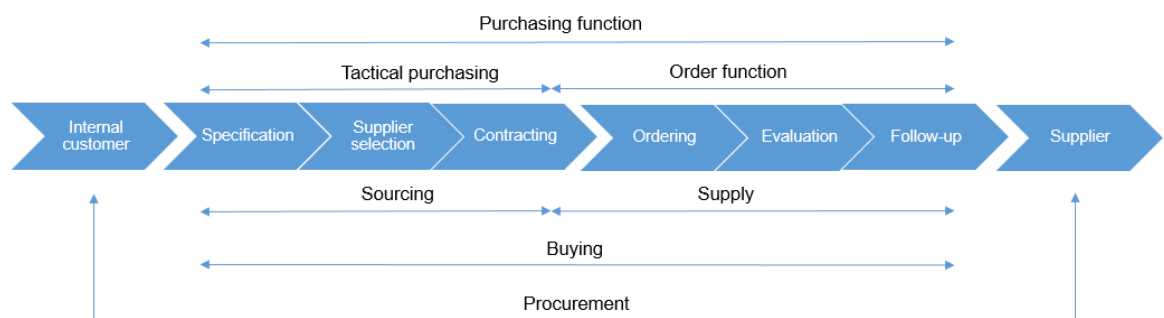 Purchasing function
Tactical purchasing
Order function
Internal
customer
Specification
Supplier
selection
Contracting
Ordering
Evaluation
Follow-up
Supplier
Sourcing
Supply
Buying
Procurement